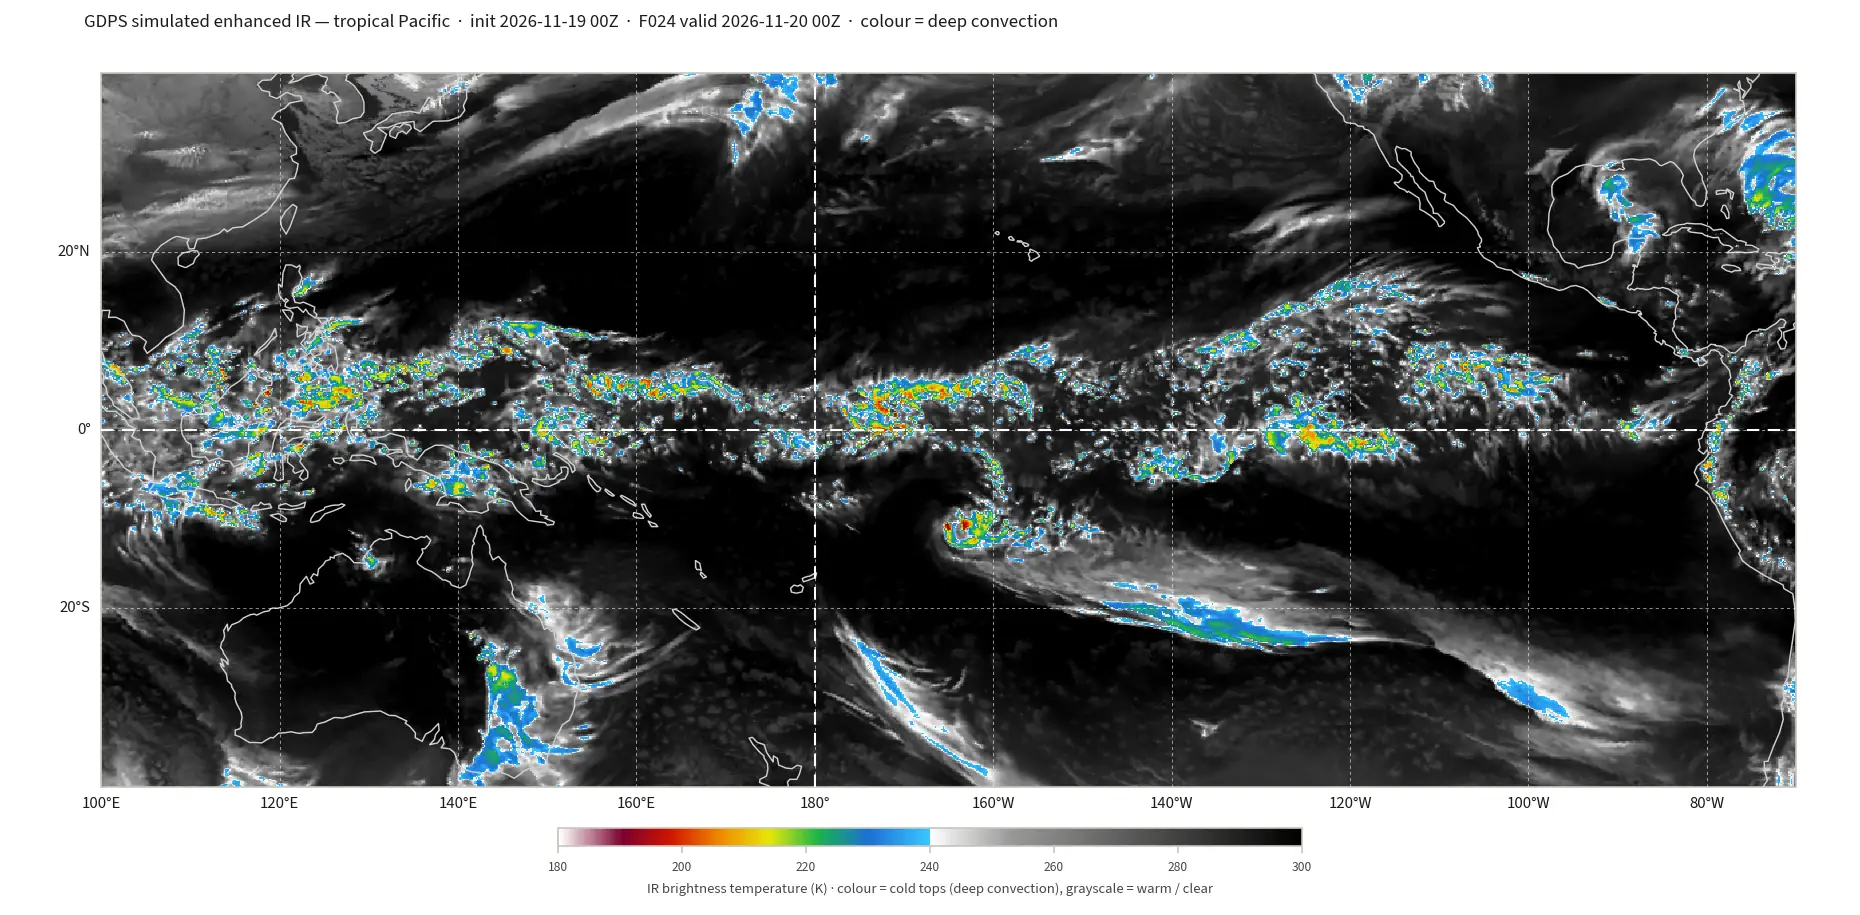 GDPS simulated enhanced IR — tropical Pacific · init 2026-11-19 00Z · F024 valid 2026-11-20 00Z · colour = deep convection
20°N
0°
20°S
100°E 120°E 140°E 160°E 180° 160°W 140°W 120°W 100°W 80°W
180 200 220 240 260 280 300
IR brightness temperature (K) · colour = cold tops (deep convection), grayscale = warm / clear